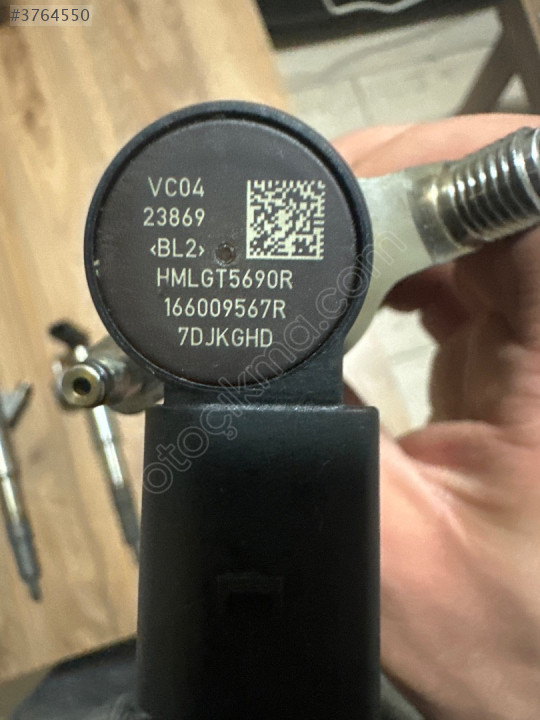 #3764550
VC04
23869
‹BL2›
HMLGT5690R
166009567R
7DJKGHD
otoçıkma.com